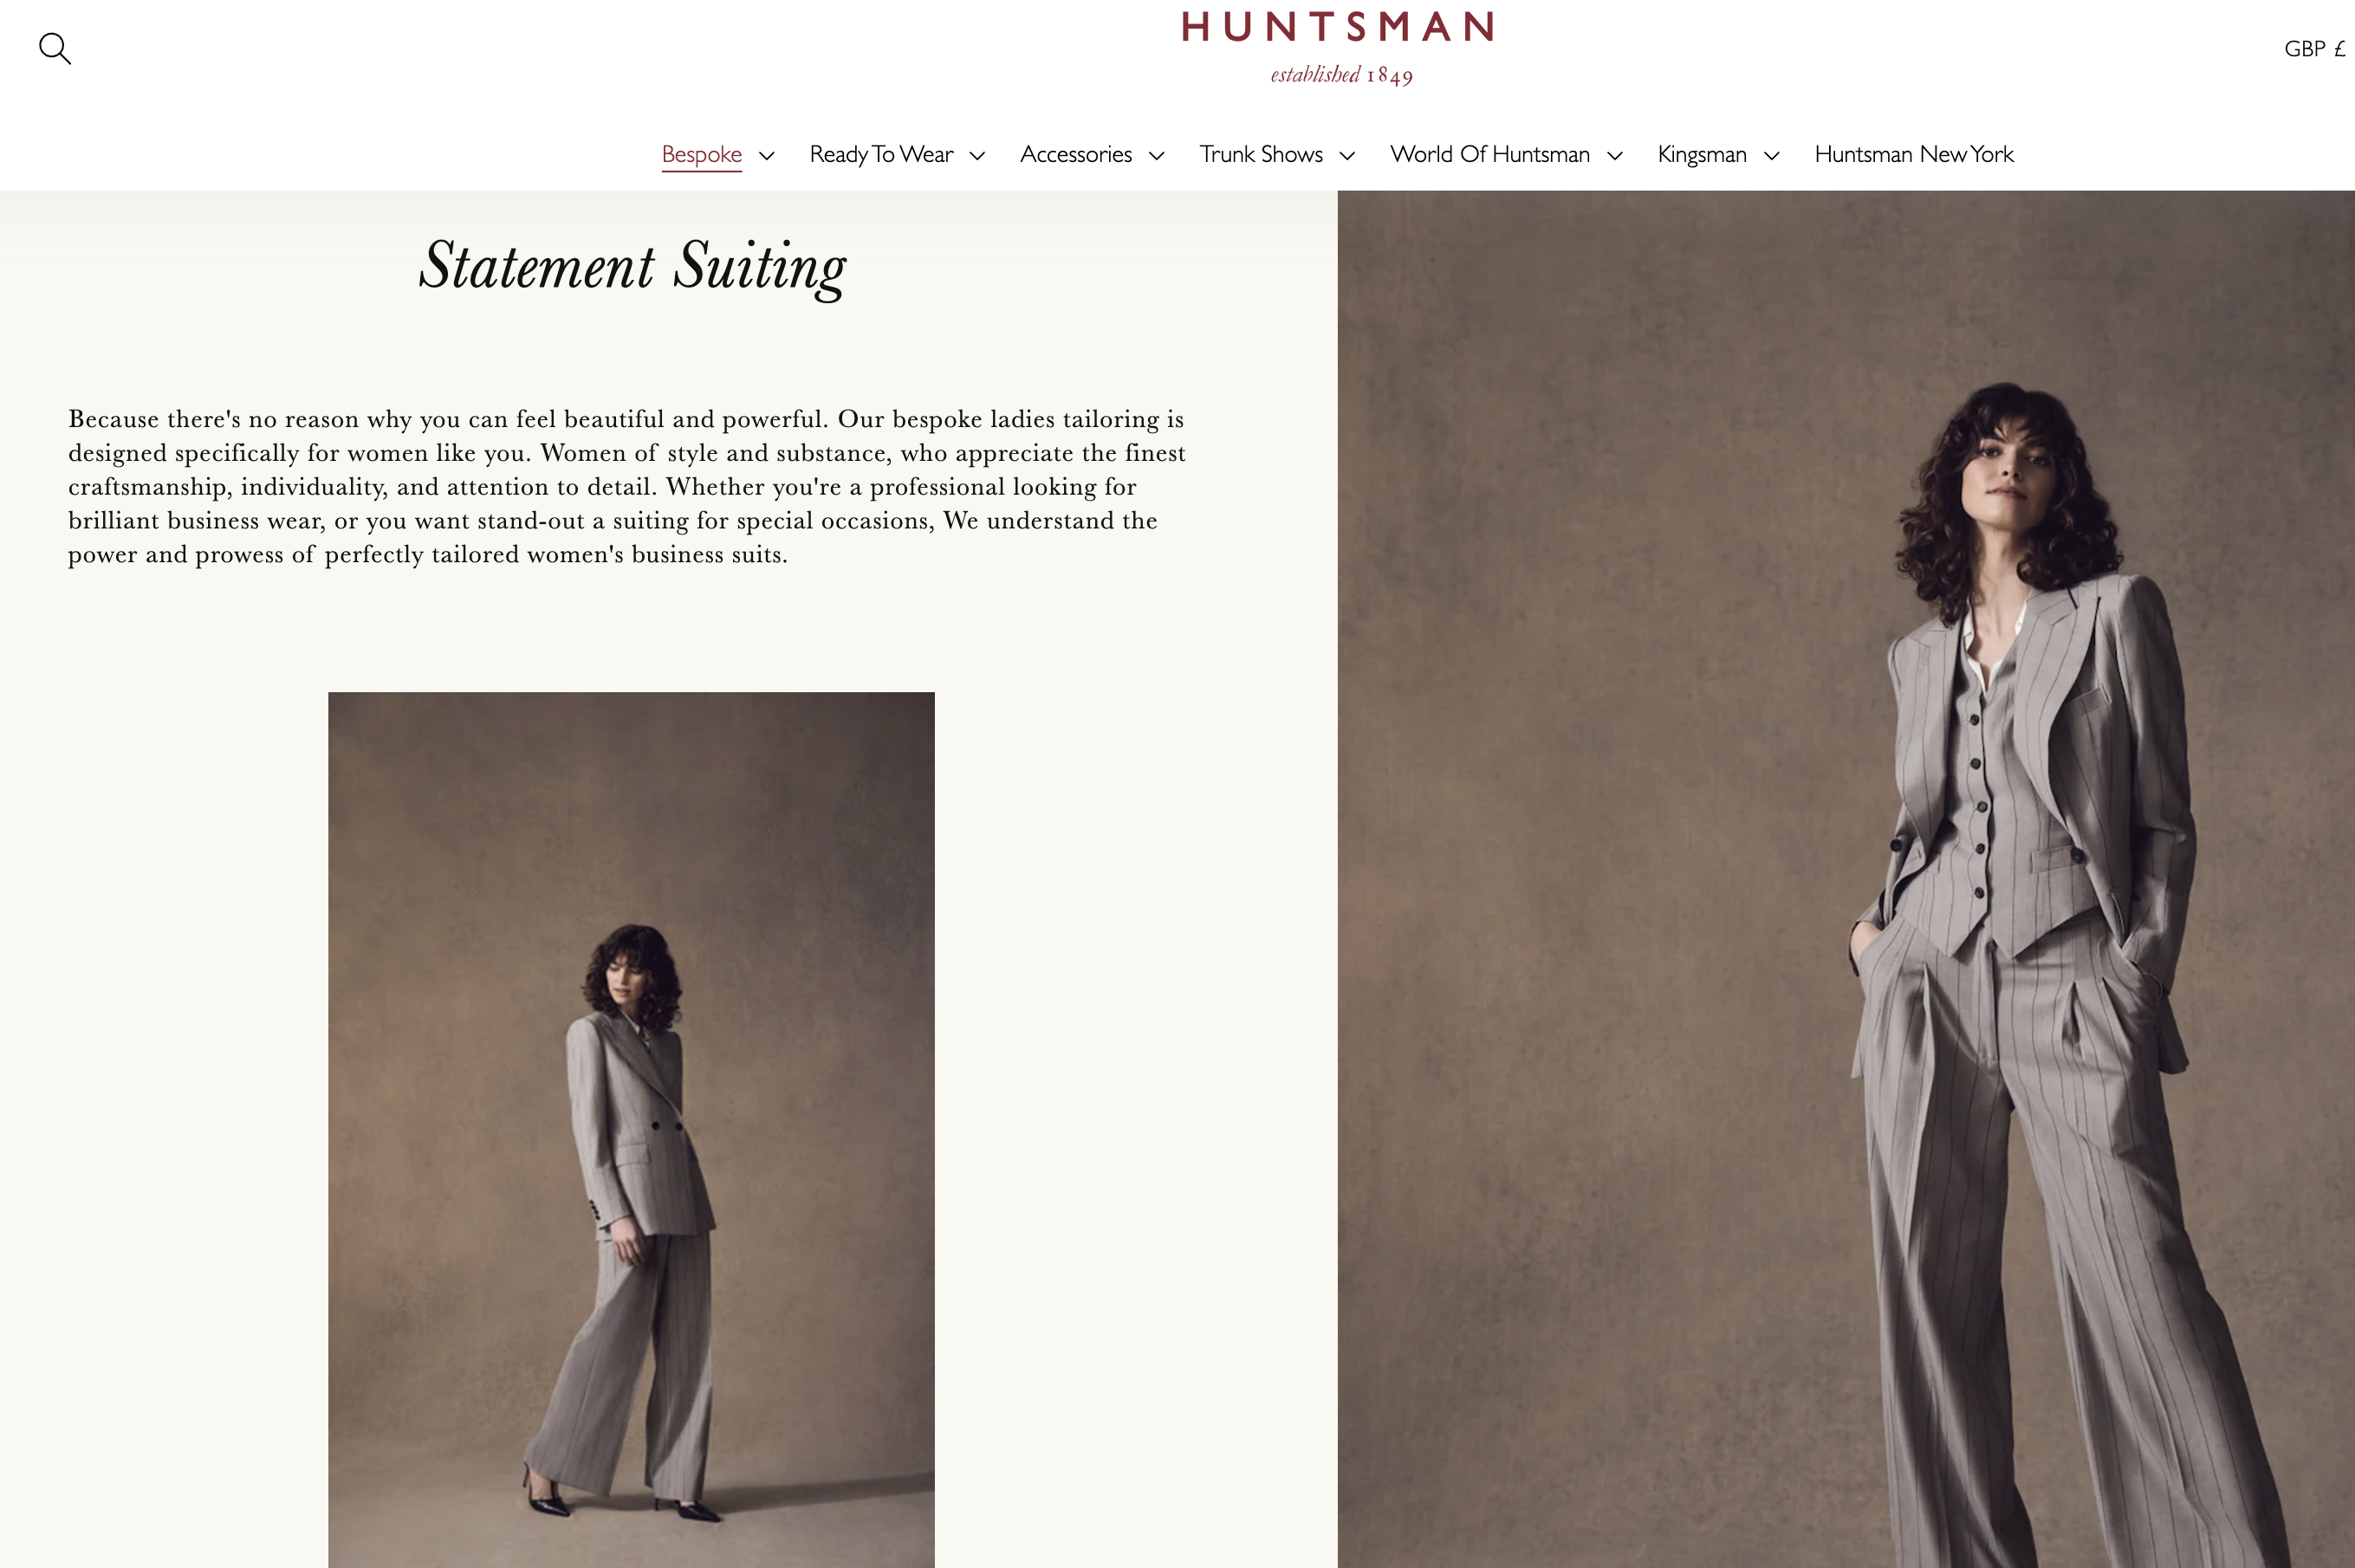 HUNTSMAN
established 1849
GBP £
Bespoke Ready To Wear Accessories Trunk Shows World Of Huntsman Kingsman Huntsman New York
Statement Suiting
Because there's no reason why you can feel beautiful and powerful. Our bespoke ladies tailoring is
designed specifically for women like you. Women of style and substance, who appreciate the finest
craftsmanship, individuality, and attention to detail. Whether you're a professional looking for
brilliant business wear, or you want stand-out a suiting for special occasions, We understand the
power and prowess of perfectly tailored women's business suits.